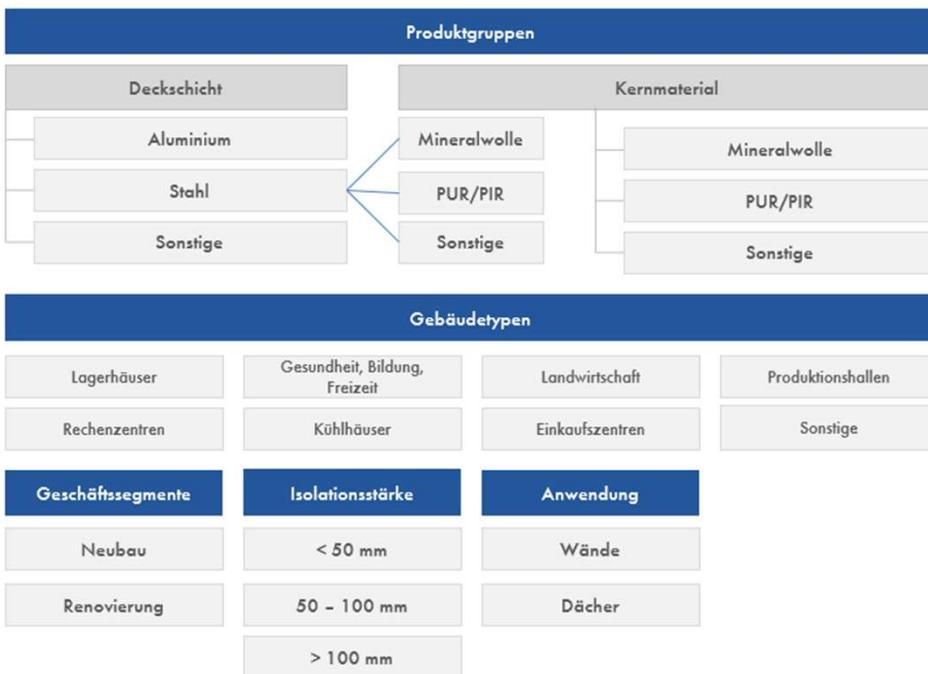 Produktgruppen
Deckschicht
Kernmaterial
Aluminium
Stahl
Sonstige
Mineralwolle
PUR/PIR
Sonstige
Mineralwolle
PUR/PIR
Sonstige
Gebäudetypen
Lagerhäuser
Gesundheit, Bildung,
Freizeit
Landwirtschaft
Produktionshallen
Rechenzentren
Kühlhäuser
Einkaufszentren
Sonstige
Geschäftssegmente
Neubau
Renovierung
Isolationsstärke
< 50 mm
50 – 100 mm
> 100 mm
Anwendung
Wände
Dächer